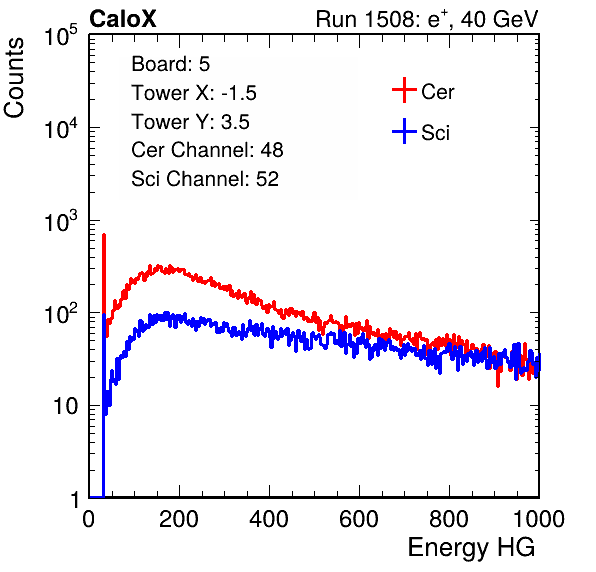 CaloX Run 1508: e⁺, 40 GeV
Counts
Board: 5
Tower X: -1.5
Tower Y: 3.5
Cer Channel: 48
Sci Channel: 52
Cer
Sci
10⁵
10⁴
10³
10²
10
1
0 200 400 600 800 1000
Energy HG